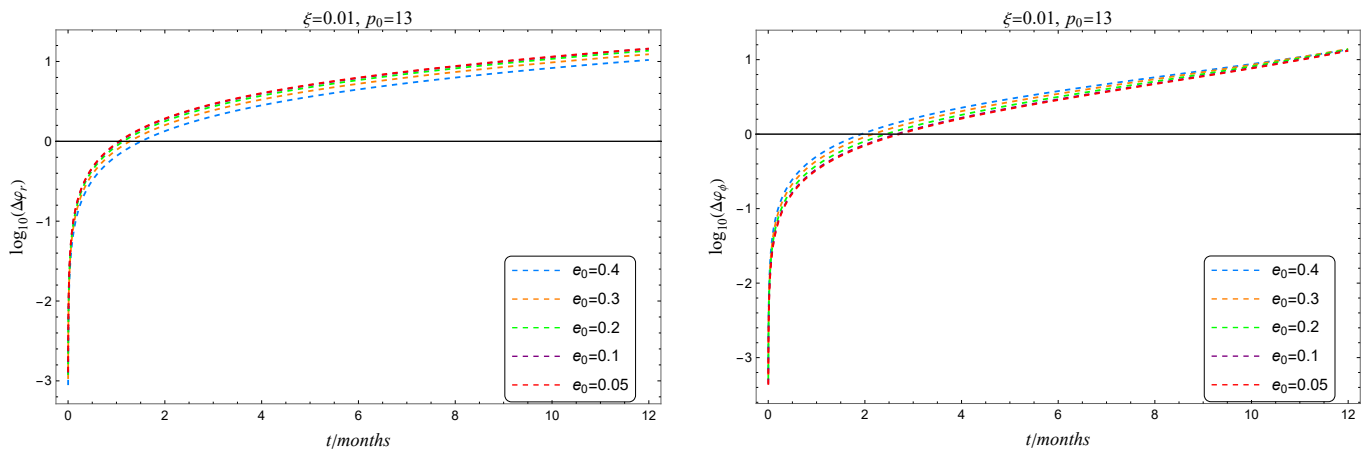 ξ=0.01, p₀=13
log₁₀(Δφᵣ)
1
0
−1
−2
−3
e₀=0.4
e₀=0.3
e₀=0.2
e₀=0.1
e₀=0.05
0 2 4 6 8 10 12
t/months
ξ=0.01, p₀=13
log₁₀(Δφ_ϕ)
1
0
−1
−2
−3
e₀=0.4
e₀=0.3
e₀=0.2
e₀=0.1
e₀=0.05
0 2 4 6 8 10 12
t/months